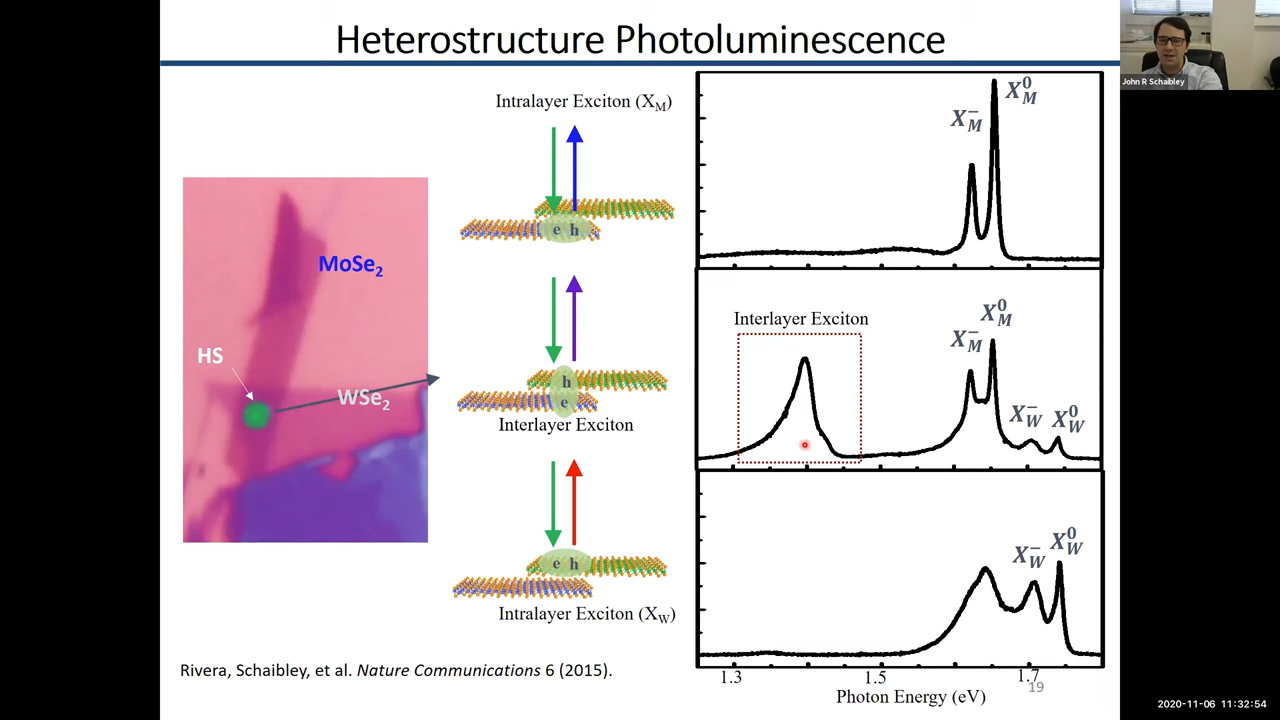 Heterostructure Photoluminescence
John R Schaibley
Intralayer Exciton (X_M)
e h
MoSe₂
HS
WSe₂
h
e
Interlayer Exciton
e h
Intralayer Exciton (X_W)
X_M^-
X_M^0
Interlayer Exciton
X_M^-
X_M^0
X_W^-
X_W^0
X_W^-
X_W^0
1.3
1.5
1.7
Photon Energy (eV)
19
Rivera, Schaibley, et al. Nature Communications 6 (2015).
2020-11-06 11:32:54